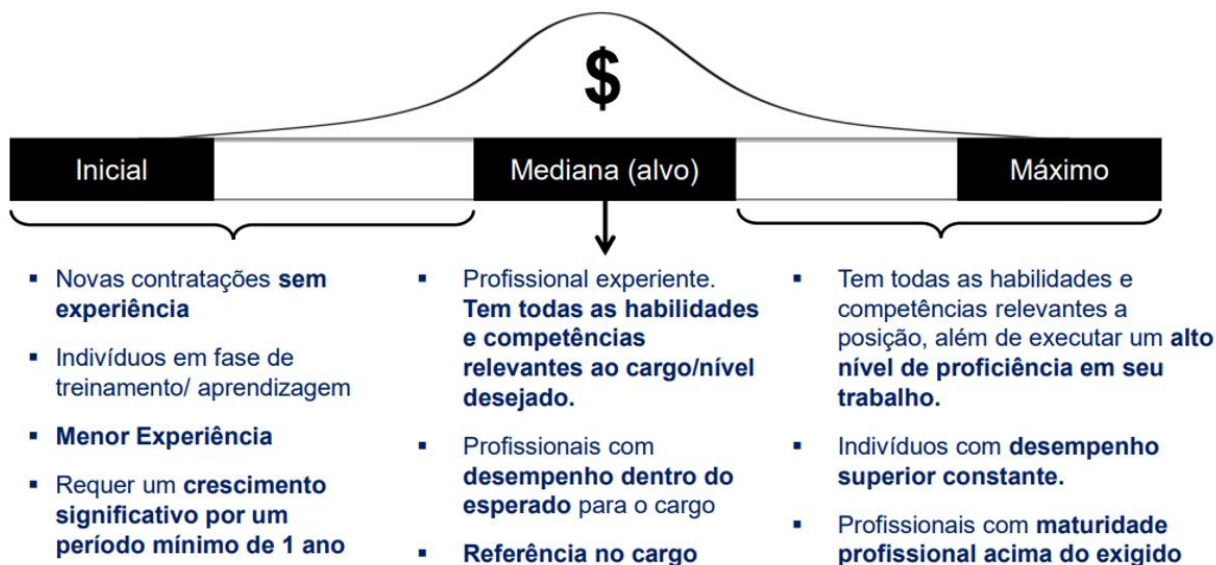 $
Inicial
Mediana (alvo)
Máximo
▪ Novas contratações sem
experiência
▪ Indivíduos em fase de
treinamento/ aprendizagem
▪ Menor Experiência
▪ Requer um crescimento
significativo por um
período mínimo de 1 ano
▪ Profissional experiente.
Tem todas as habilidades
e competências
relevantes ao cargo/nível
desejado.
▪ Profissionais com
desempenho dentro do
esperado para o cargo
▪ Referência no cargo
▪ Tem todas as habilidades e
competências relevantes a
posição, além de executar um alto
nível de proficiência em seu
trabalho.
▪ Indivíduos com desempenho
superior constante.
▪ Profissionais com maturidade
profissional acima do exigido